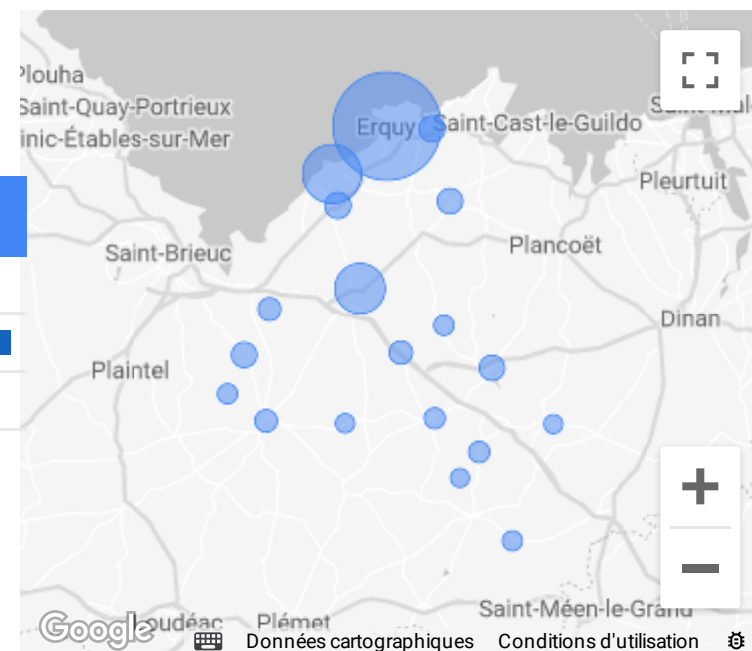 Plouha
Saint-Quay-Portrieux
inic-Étables-sur-Mer
Erquy
Saint-Cast-le-Guildo
Pleurtuit
Saint-Brieuc
Plancoët
Dinan
Plaintel
Saint-Méen-le-Grand
Loudéac
Plémet
Google
Données cartographiques
Conditions d'utilisation